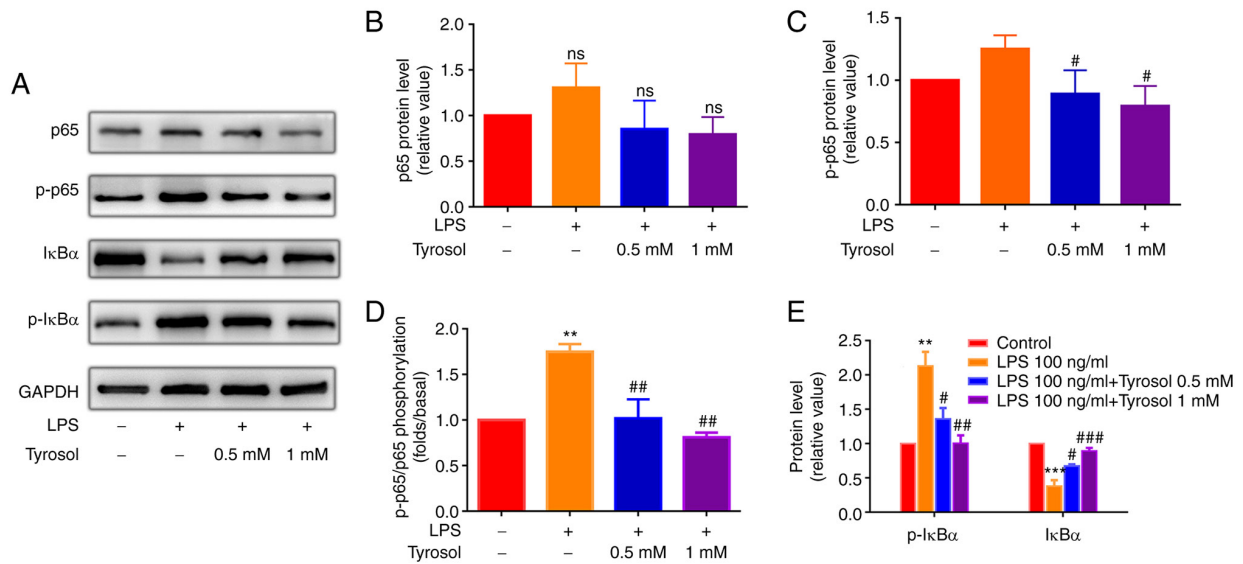 A
p65
p-p65
IκBα
p-IκBα
GAPDH
LPS – + + +
Tyrosol – – 0.5 mM 1 mM
B
p65 protein level
(relative value)
2.0
1.5
1.0
0.5
0.0
ns
ns
ns
LPS – + + +
Tyrosol – – 0.5 mM 1 mM
C
p-p65 protein level
(relative value)
1.5
1.0
0.5
0.0
#
#
LPS – + + +
Tyrosol – – 0.5 mM 1 mM
D
p-p65/p65 phosphorylation
(folds/basal)
2.0
1.5
1.0
0.5
0.0
**
##
##
LPS – + + +
Tyrosol – – 0.5 mM 1 mM
E
Protein level
(relative value)
2.5
2.0
1.5
1.0
0.5
0.0
Control
LPS 100 ng/ml
LPS 100 ng/ml+Tyrosol 0.5 mM
LPS 100 ng/ml+Tyrosol 1 mM
**
#
##
***
#
###
p-IκBα IκBα